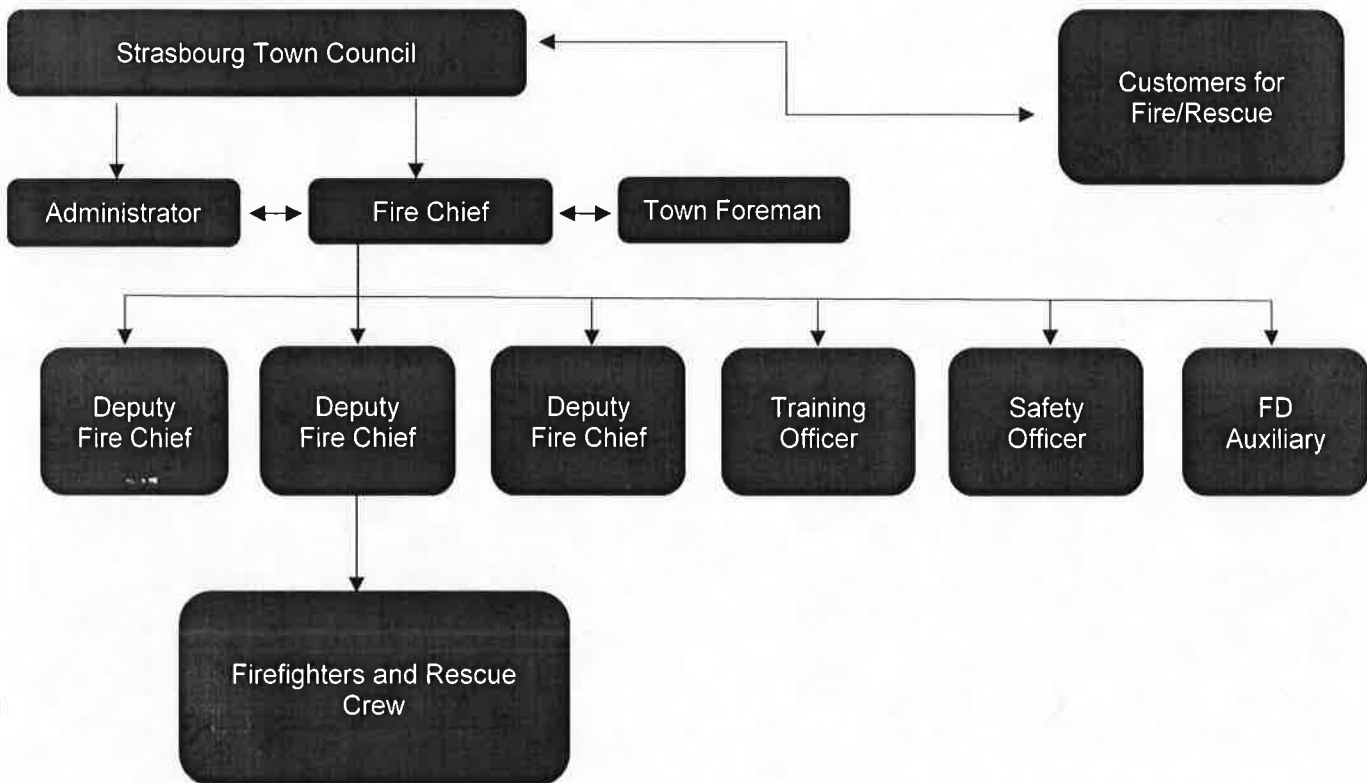 Strasbourg Town Council
Customers for
Fire/Rescue
Administrator
Fire Chief
Town Foreman
Deputy
Fire Chief
Deputy
Fire Chief
Deputy
Fire Chief
Training
Officer
Safety
Officer
FD
Auxiliary
Firefighters and Rescue
Crew